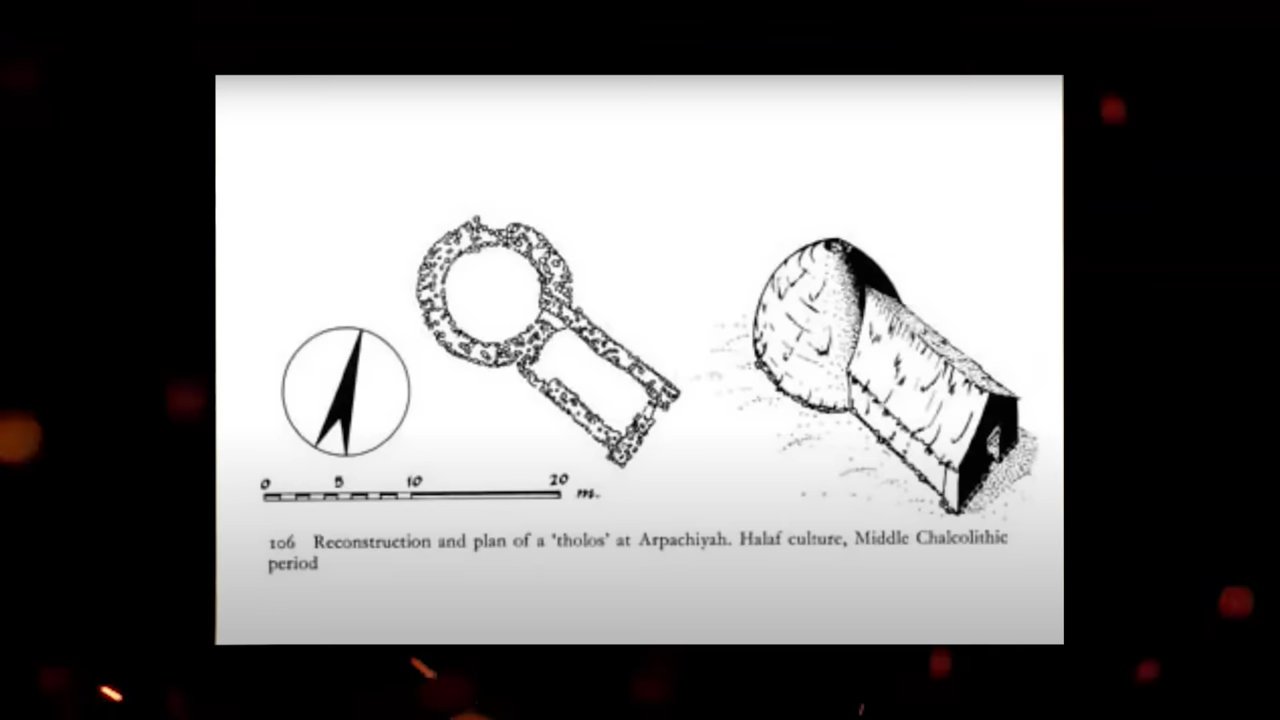 0 5 10 20 m.
106 Reconstruction and plan of a 'tholos' at Arpachiyah. Halaf culture, Middle Chalcolithic
period